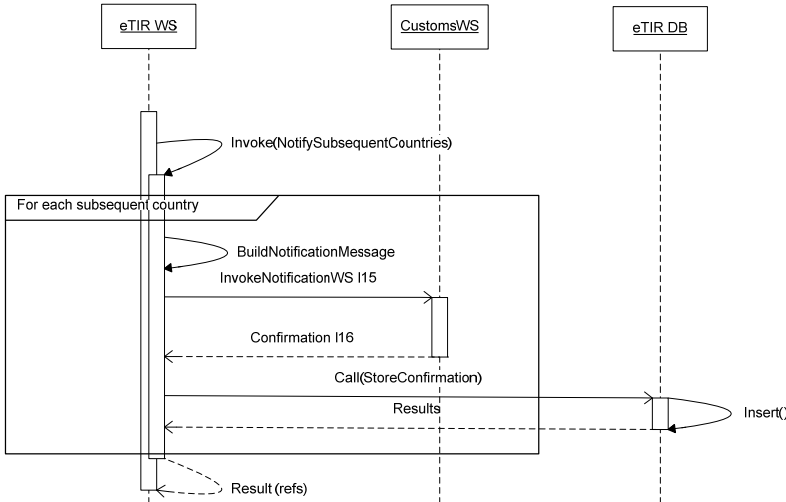 eTIR WS
CustomsWS
eTIR DB
Invoke(NotifySubsequentCountries)
For each subsequent country
BuildNotificationMessage
InvokeNotificationWS I15
Confirmation I16
Call(StoreConfirmation)
Results
Insert()
Result (refs)